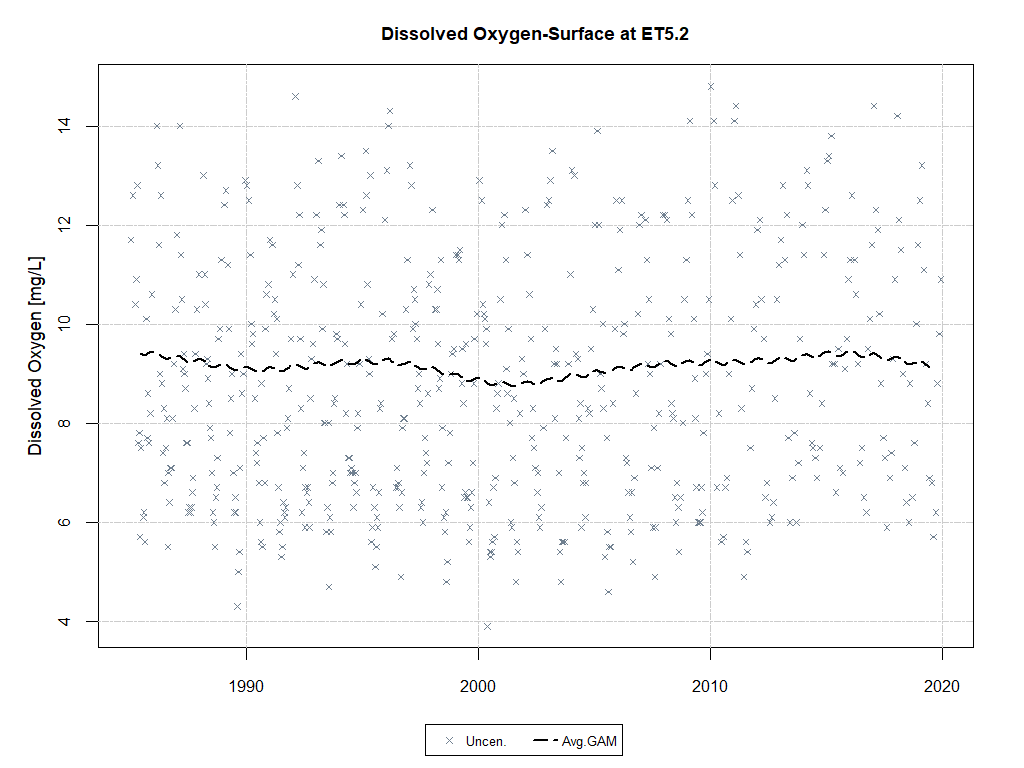 Dissolved Oxygen-Surface at ET5.2
Dissolved Oxygen [mg/L]
14
12
10
8
6
4
1990 2000 2010 2020
Uncen. Avg.GAM